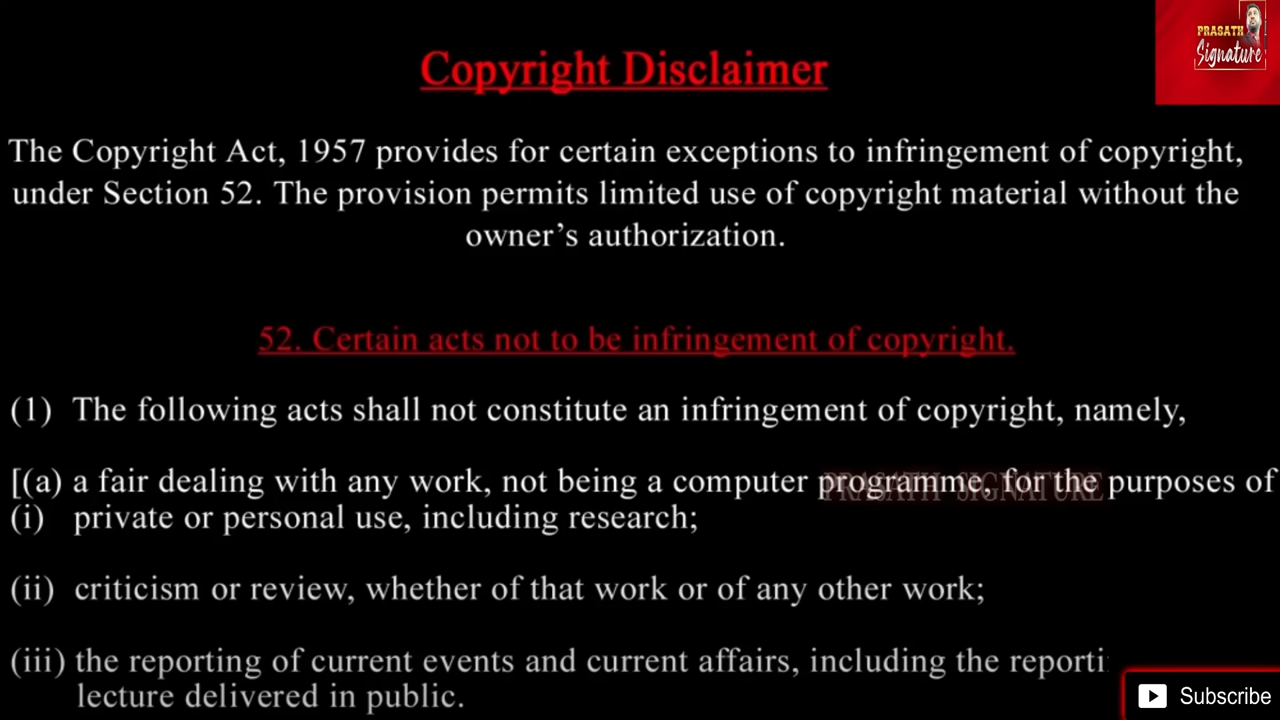 PRASATH
Signature
Copyright Disclaimer
The Copyright Act, 1957 provides for certain exceptions to infringement of copyright,
under Section 52. The provision permits limited use of copyright material without the
owner’s authorization.
52. Certain acts not to be infringement of copyright.
(1) The following acts shall not constitute an infringement of copyright, namely,
[(a) a fair dealing with any work, not being a computer programme, for the purposes of
PRASATH SIGNATURE
(i) private or personal use, including research;
(ii) criticism or review, whether of that work or of any other work;
(iii) the reporting of current events and current affairs, including the
lecture delivered in public.
Subscribe